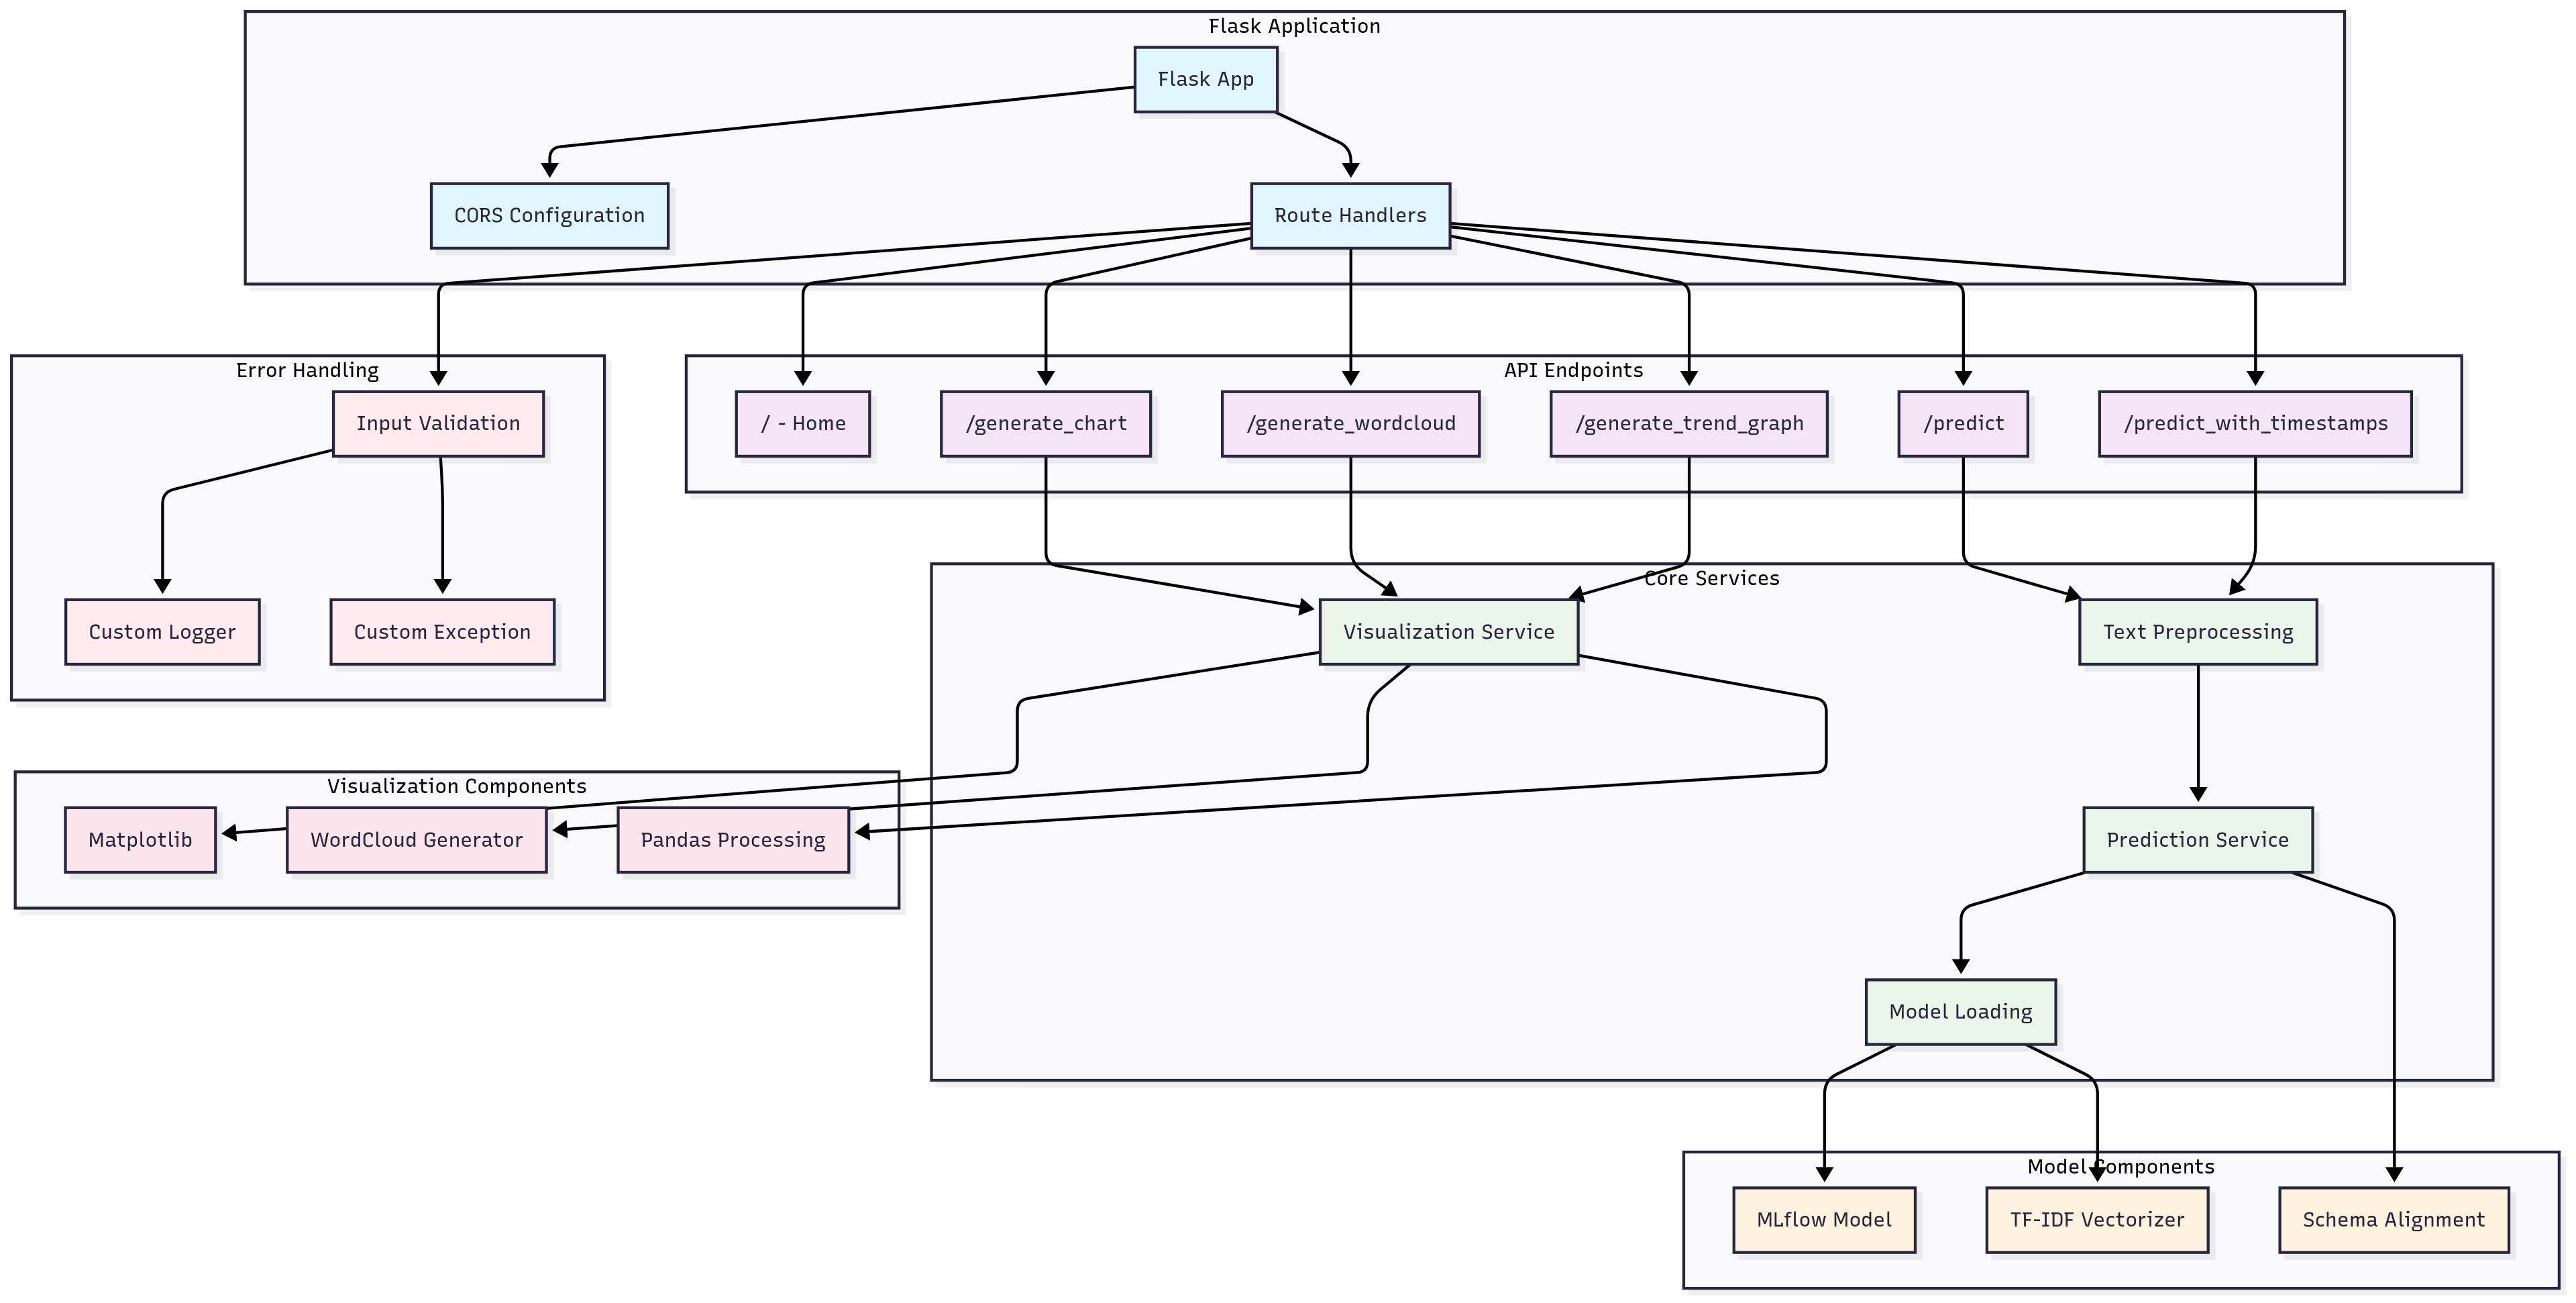 Flask Application
Flask App
CORS Configuration
Route Handlers
Error Handling
Input Validation
Custom Logger
Custom Exception
API Endpoints
/ - Home
/generate_chart
/generate_wordcloud
/generate_trend_graph
/predict
/predict_with_timestamps
Core Services
Visualization Service
Text Preprocessing
Visualization Components
Matplotlib
WordCloud Generator
Pandas Processing
Prediction Service
Model Loading
Model Components
MLflow Model
TF-IDF Vectorizer
Schema Alignment